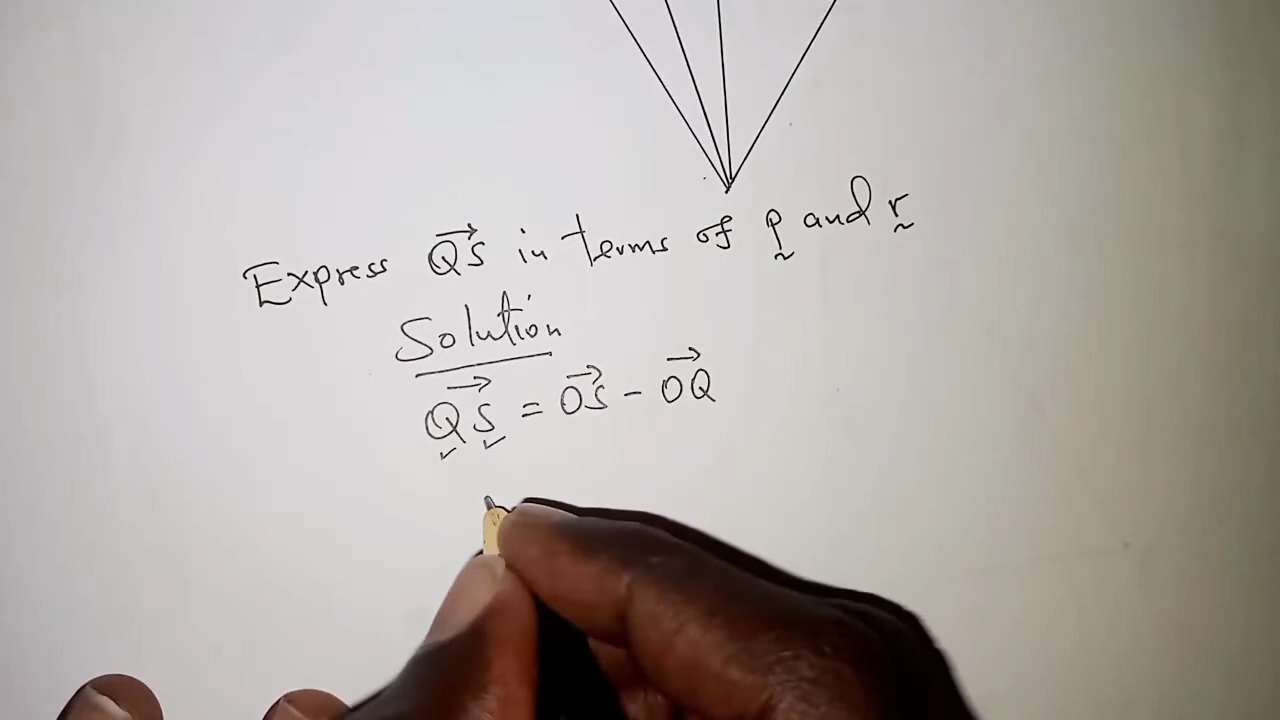 Express QS in terms of p and r
Solution
QS = OS - OQ